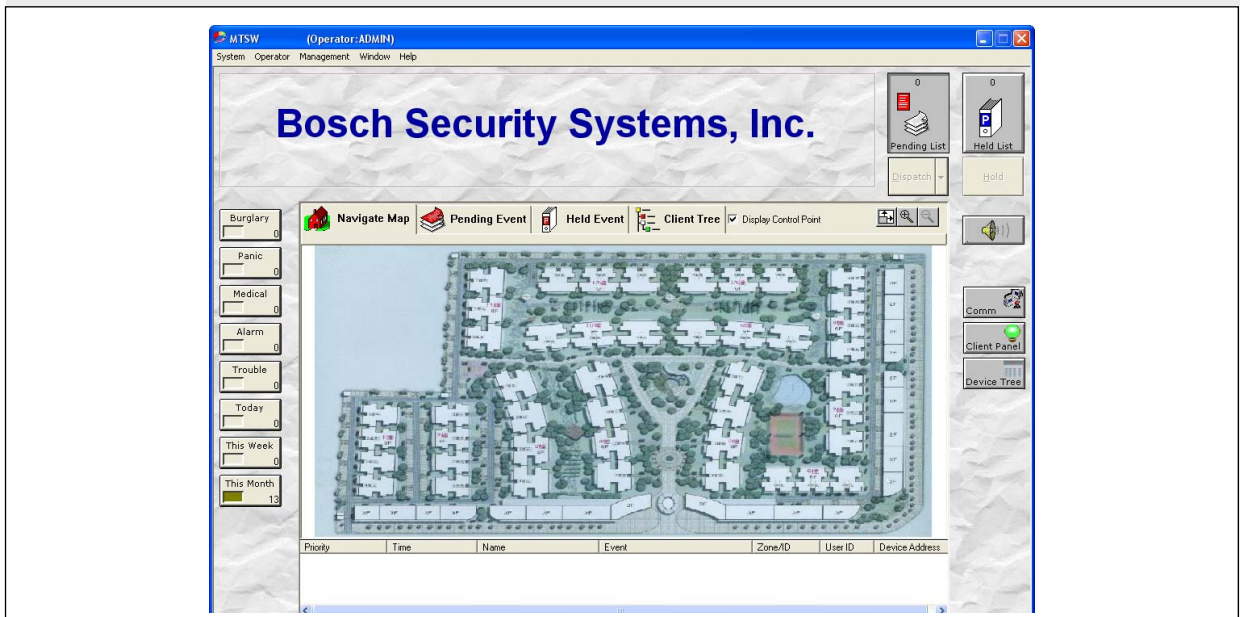 MTSW (Operator:ADMIN)
System Operator Management Window Help
Bosch Security Systems, Inc.
0
Pending List
0
Held List
Dispatch
Hold
Navigate Map
Pending Event
Held Event
Client Tree
Display Control Point
Burglary
0
Panic
0
Medical
0
Alarm
0
Trouble
0
Today
0
This Week
0
This Month
13
P
Comm
Client Panel
Device Tree
Priority Time Name Event Zone/ID User ID Device Address